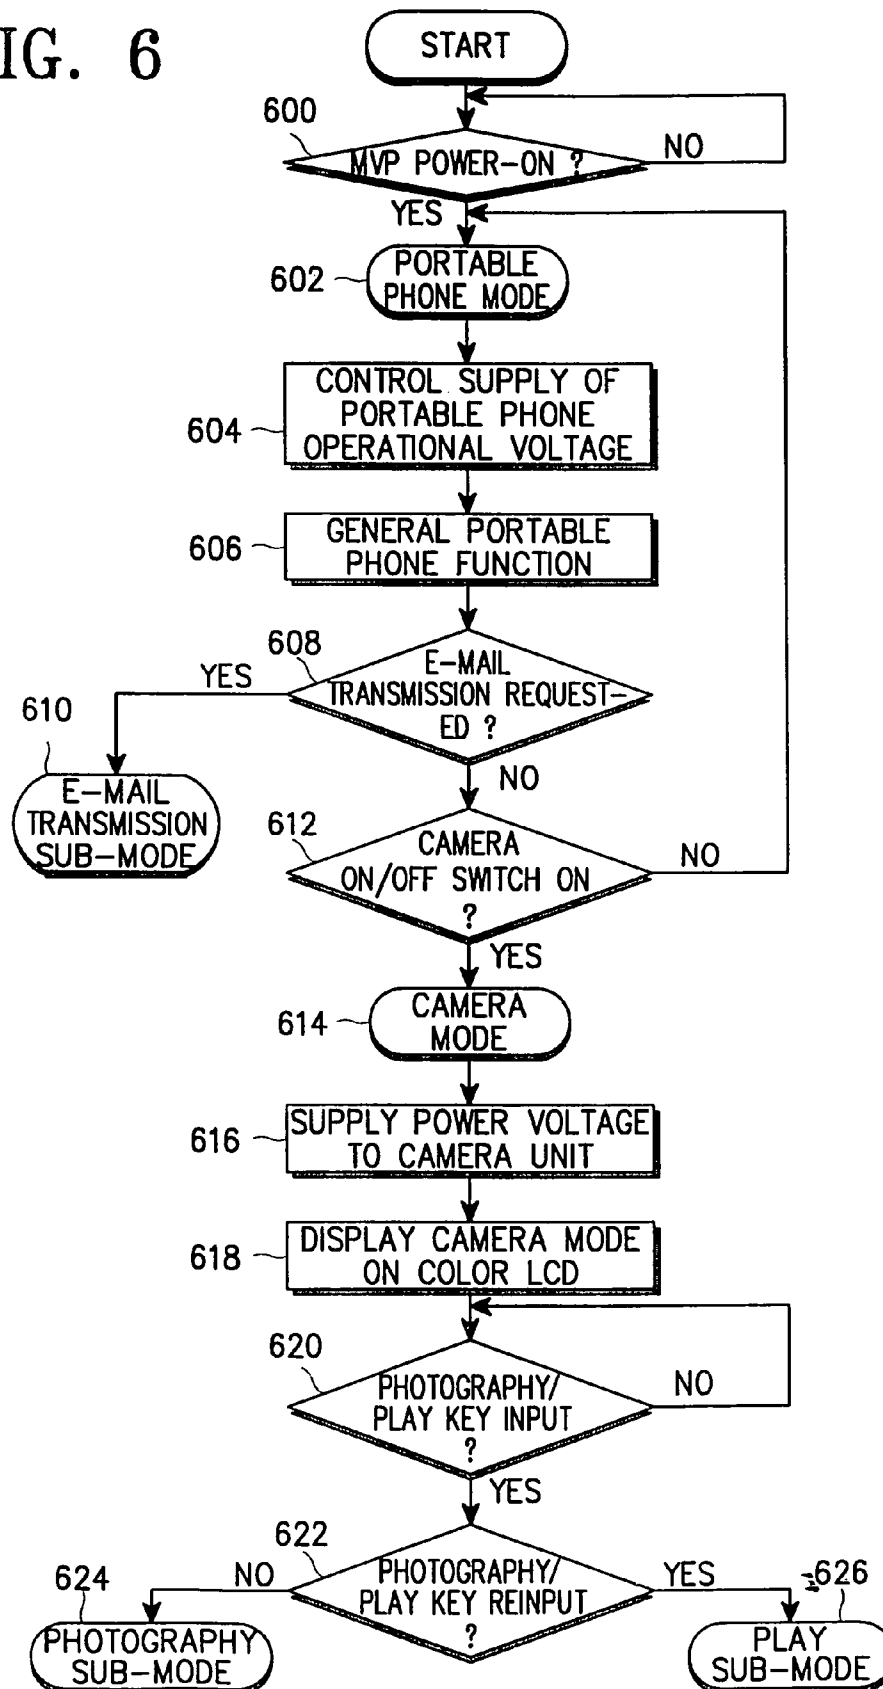 IG. 6
START
600
MVP POWER-ON ?
NO
YES
602
PORTABLE
PHONE MODE
604
CONTROL SUPPLY OF
PORTABLE PHONE
OPERATIONAL VOLTAGE
606
GENERAL PORTABLE
PHONE FUNCTION
608
E-MAIL
TRANSMISSION REQUEST-
ED ?
YES
NO
610
E-MAIL
TRANSMISSION
SUB-MODE
612
CAMERA
ON/OFF SWITCH ON
?
NO
YES
614
CAMERA
MODE
616
SUPPLY POWER VOLTAGE
TO CAMERA UNIT
618
DISPLAY CAMERA MODE
ON COLOR LCD
620
PHOTOGRAPHY/
PLAY KEY INPUT
?
NO
YES
622
PHOTOGRAPHY/
PLAY KEY REINPUT
?
NO
YES
624
PHOTOGRAPHY
SUB-MODE
626
PLAY
SUB-MODE